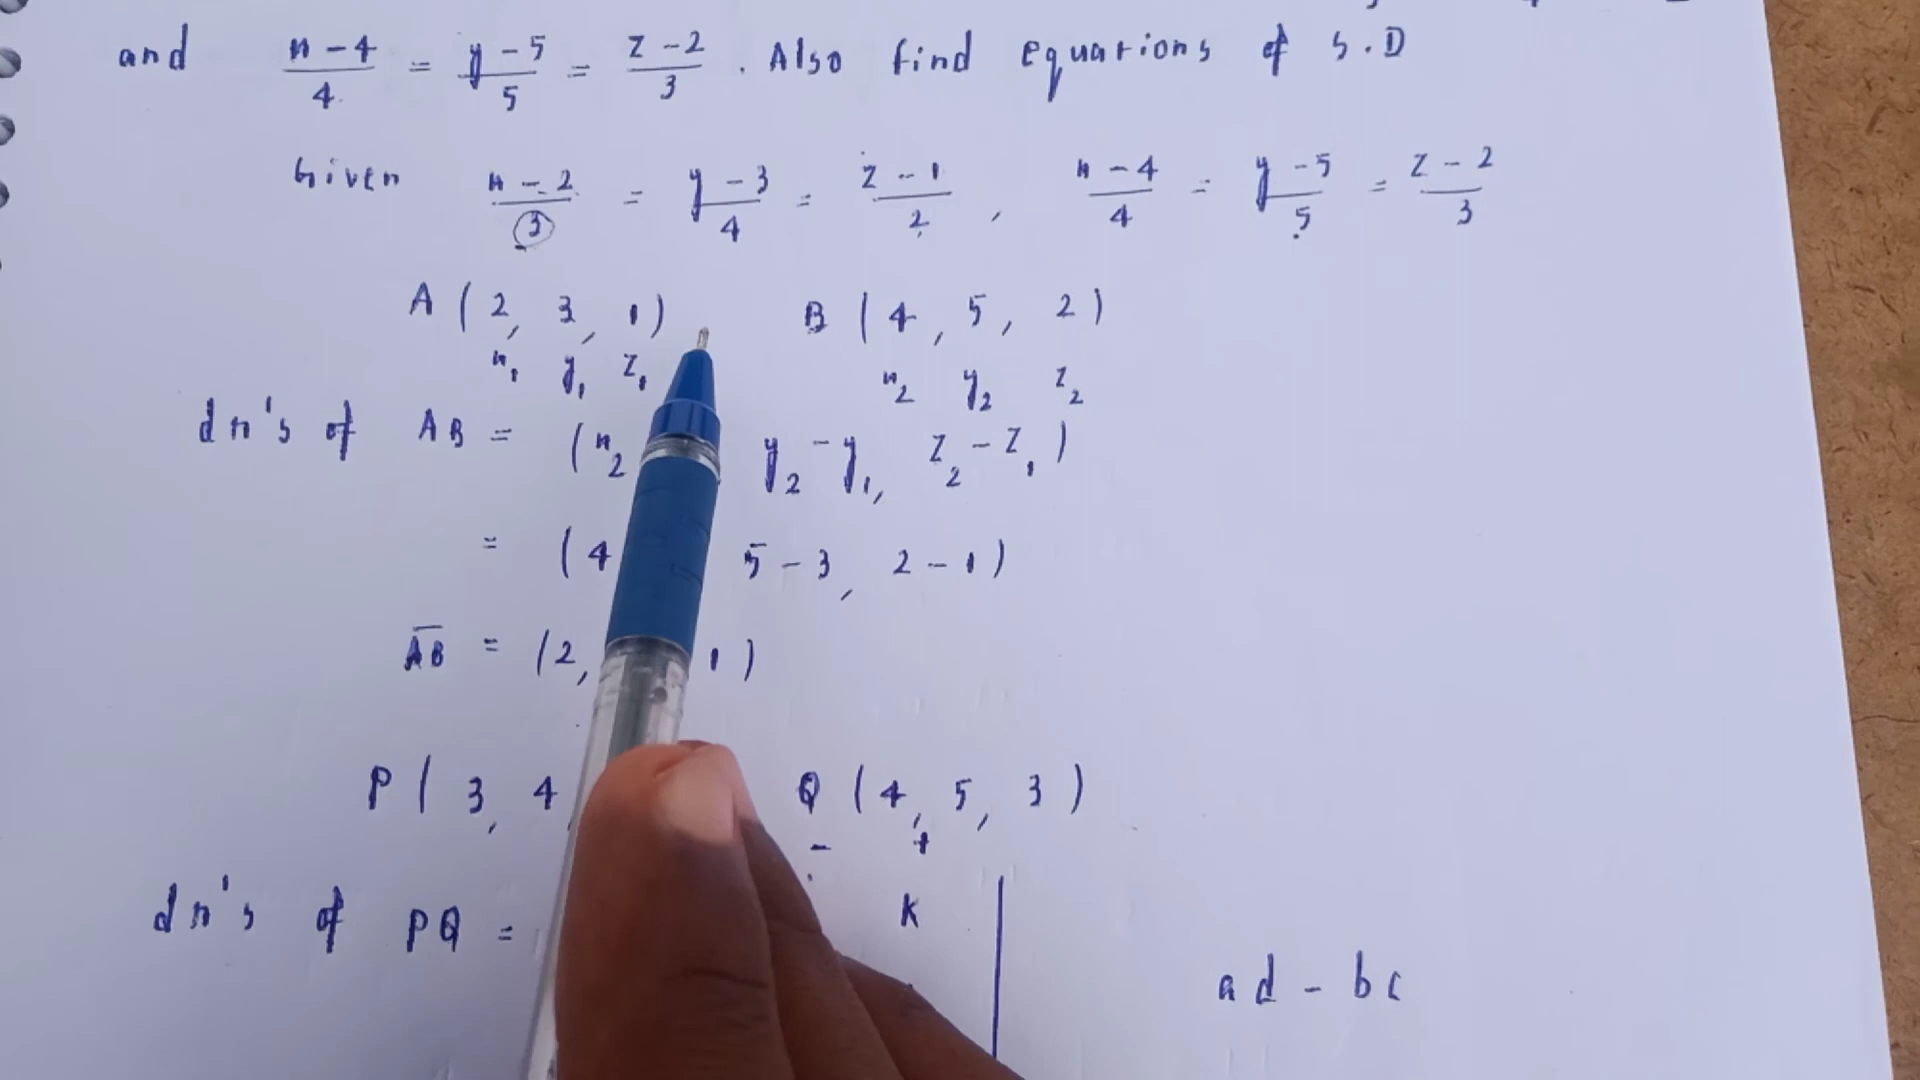 and x-4/4 = y-5/5 = z-2/3 . Also find equations of S.D
Given x-2/3 = y-3/4 = z-1/2 , x-4/4 = y-5/5 = z-2/3
A (2, 3, 1) B (4, 5, 2)
x₁ y₁ z₁ x₂ y₂ z₂
dr's of AB = (x₂ y₂-y₁, z₂-z₁)
= (4 5-3, 2-1)
AB = (2, 1)
P( 3, 4 Q (4, 5, 3)
- +
dr's of PQ = k
ad - bc